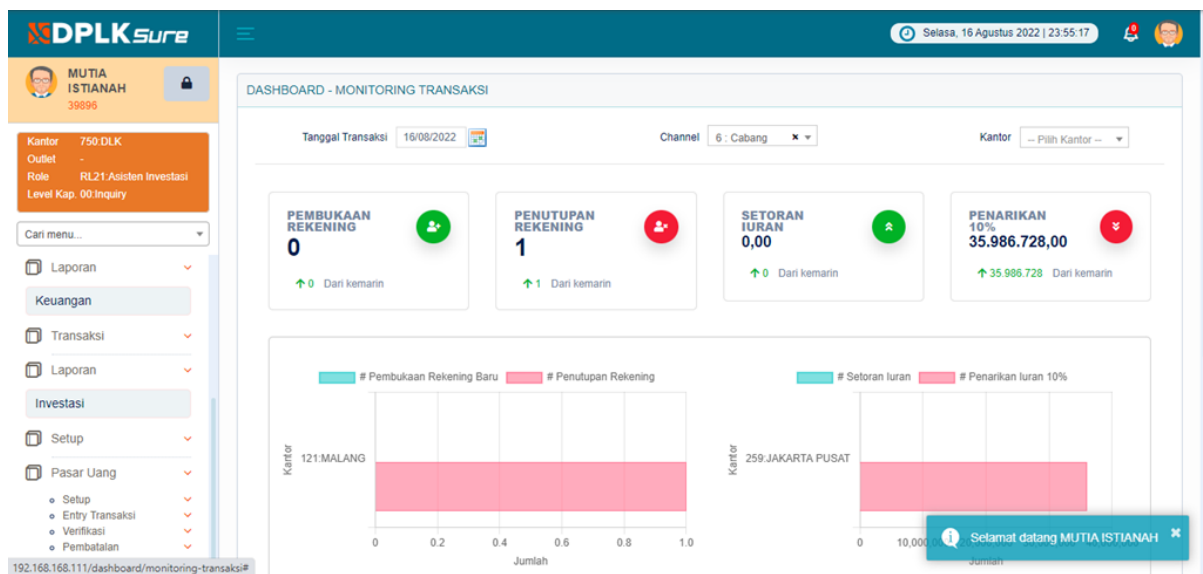 DPLKsure
Selasa, 16 Agustus 2022 | 23:55:17
MUTIA
ISTIANAH
39896
Kantor 750:DLK
Outlet -
Role RL21:Asisten Investasi
Level Kap. 00:Inquiry
Cari menu...
Laporan
Keuangan
Transaksi
Laporan
Investasi
Setup
Pasar Uang
Setup
Entry Transaksi
Verifikasi
Pembatalan
192.168.168.111/dashboard/monitoring-transaksi#
DASHBOARD - MONITORING TRANSAKSI
Tanggal Transaksi 16/08/2022 Channel 6 : Cabang Kantor -- Pilih Kantor --
PEMBUKAAN
REKENING
0
0 Dari kemarin
PENUTUPAN
REKENING
1
1 Dari kemarin
SETORAN
IURAN
0,00
0 Dari kemarin
PENARIKAN
10%
35.986.728,00
35.986.728 Dari kemarin
# Pembukaan Rekening Baru # Penutupan Rekening
Kantor
121:MALANG
0 0.2 0.4 0.6 0.8 1.0
Jumlah
# Setoran Iuran # Penarikan Iuran 10%
Kantor
259:JAKARTA PUSAT
0
Jumlah
Selamat datang MUTIA ISTIANAH